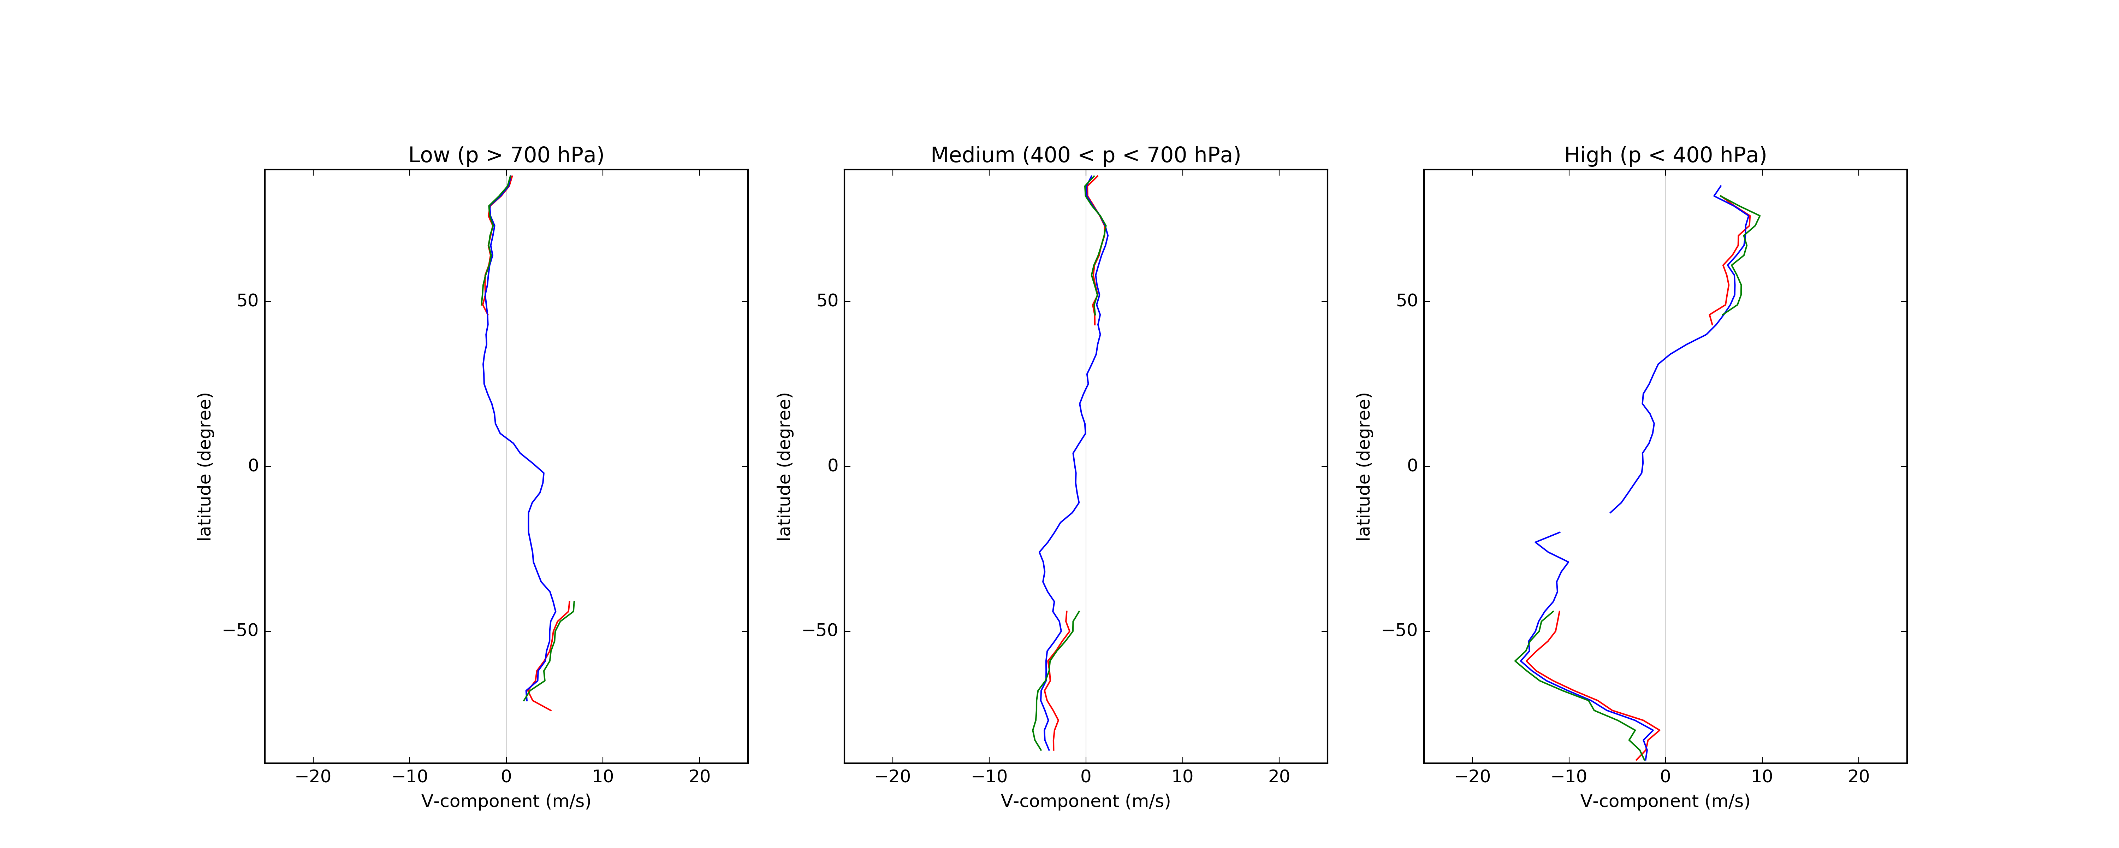 Low (p > 700 hPa)
50
0
−50
latitude (degree)
−20 −10 0 10 20
V-component (m/s)
Medium (400 < p < 700 hPa)
50
0
−50
latitude (degree)
−20 −10 0 10 20
V-component (m/s)
High (p < 400 hPa)
50
0
−50
latitude (degree)
−20 −10 0 10 20
V-component (m/s)